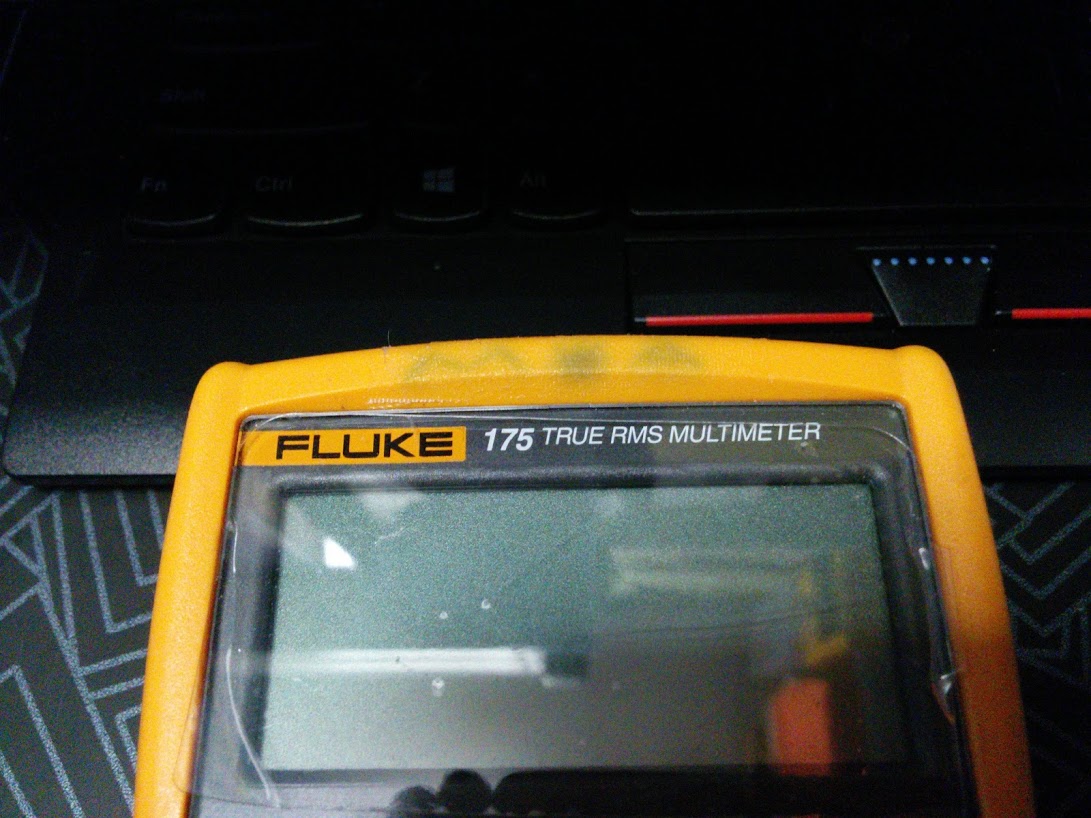 Shift
Fn Ctrl Alt
FLUKE 175 TRUE RMS MULTIMETER